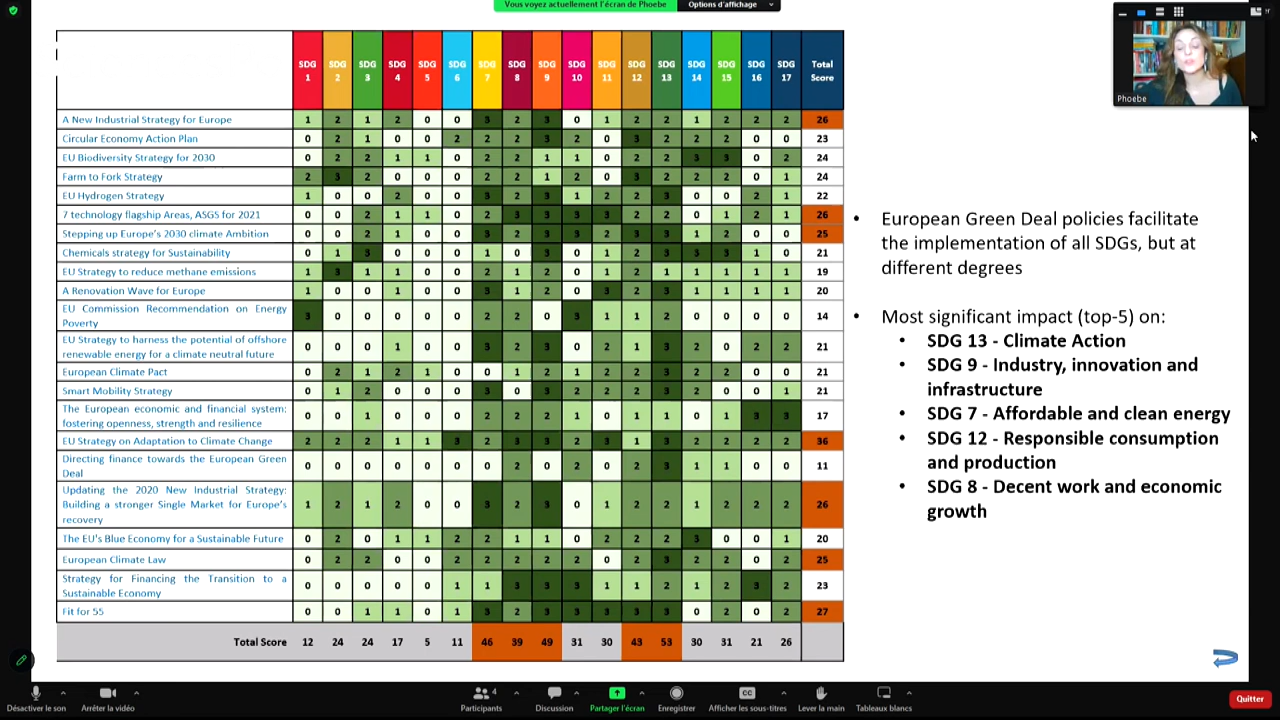 Vous voyez actuellement l'écran de Phoebe Options d'affichage
Phoebe
SDG 1 SDG 2 SDG 3 SDG 4 SDG 5 SDG 6 SDG 7 SDG 8 SDG 9 SDG 10 SDG 11 SDG 12 SDG 13 SDG 14 SDG 15 SDG 16 SDG 17 Total Score
A New Industrial Strategy for Europe 1 2 1 2 0 0 3 2 3 0 1 2 2 1 2 2 2 26
Circular Economy Action Plan 0 2 1 0 0 2 2 2 3 2 0 3 2 2 2 0 0 23
EU Biodiversity Strategy for 2030 0 2 2 1 1 0 2 2 1 1 0 2 2 3 3 0 2 24
Farm to Fork Strategy 2 3 2 0 0 0 2 2 1 2 0 3 2 2 2 0 1 24
EU Hydrogen Strategy 1 0 0 2 0 0 3 2 3 1 2 2 3 0 0 2 1 22
7 technology flagship Areas, ASGS for 2021 0 0 2 1 1 0 2 3 3 3 3 2 2 0 1 2 1 26
Stepping up Europe's 2030 climate Ambition 0 0 2 1 0 0 3 2 3 2 3 3 3 1 2 0 0 25
Chemicals strategy for Sustainability 0 1 3 0 0 0 1 0 3 0 1 2 3 3 3 1 0 21
EU Strategy to reduce methane emissions 1 3 1 1 0 0 2 1 2 0 1 2 1 1 1 1 1 19
A Renovation Wave for Europe 1 0 0 1 0 0 3 1 2 0 3 2 3 1 1 1 1 20
EU Commission Recommendation on Energy
Poverty 3 0 0 0 0 0 2 2 0 3 1 1 2 0 0 0 0 14
EU Strategy to harness the potential of offshore
renewable energy for a climate neutral future 0 0 0 1 0 0 3 2 3 0 2 1 3 2 0 2 2 21
European Climate Pact 0 2 1 2 1 0 0 1 2 1 2 2 3 2 2 0 0 21
Smart Mobility Strategy 0 1 2 0 0 0 3 0 3 2 2 2 3 2 0 0 1 21
The European economic and financial system:
fostering openness, strength and resilience 0 0 1 0 0 0 2 2 2 1 0 1 1 0 1 3 3 17
EU Strategy on Adaptation to Climate Change 2 2 2 1 1 3 2 3 3 2 3 1 3 2 2 2 2 36
Directing finance towards the European Green
Deal 0 0 0 0 0 0 0 2 0 2 0 2 3 1 1 0 0 11
Updating the 2020 New Industrial Strategy:
Building a stronger Single Market for Europe's
recovery 1 2 1 2 0 0 3 2 3 0 1 2 2 1 2 2 2 26
The EU's Blue Economy for a Sustainable Future 0 2 0 1 1 2 2 1 1 0 2 2 2 3 0 0 1 20
European Climate Law 0 2 2 0 0 2 2 2 2 2 0 2 3 2 2 0 2 25
Strategy for Financing the Transition to a
Sustainable Economy 0 0 0 0 0 1 1 3 3 3 1 1 2 1 2 3 2 23
Fit for 55 0 0 1 1 0 1 3 2 3 3 3 3 3 0 2 0 2 27
Total Score 12 24 24 17 5 11 46 39 49 31 30 43 53 30 31 21 26
• European Green Deal policies facilitate
the implementation of all SDGs, but at
different degrees
• Most significant impact (top-5) on:
• SDG 13 - Climate Action
• SDG 9 - Industry, innovation and
infrastructure
• SDG 7 - Affordable and clean energy
• SDG 12 - Responsible consumption
and production
• SDG 8 - Decent work and economic
growth
Désactiver le son Arrêter la vidéo Participants 4 Discussion Partager l'écran Enregistrer CC Afficher les sous-titres Lever la main Tableaux blancs Quitter